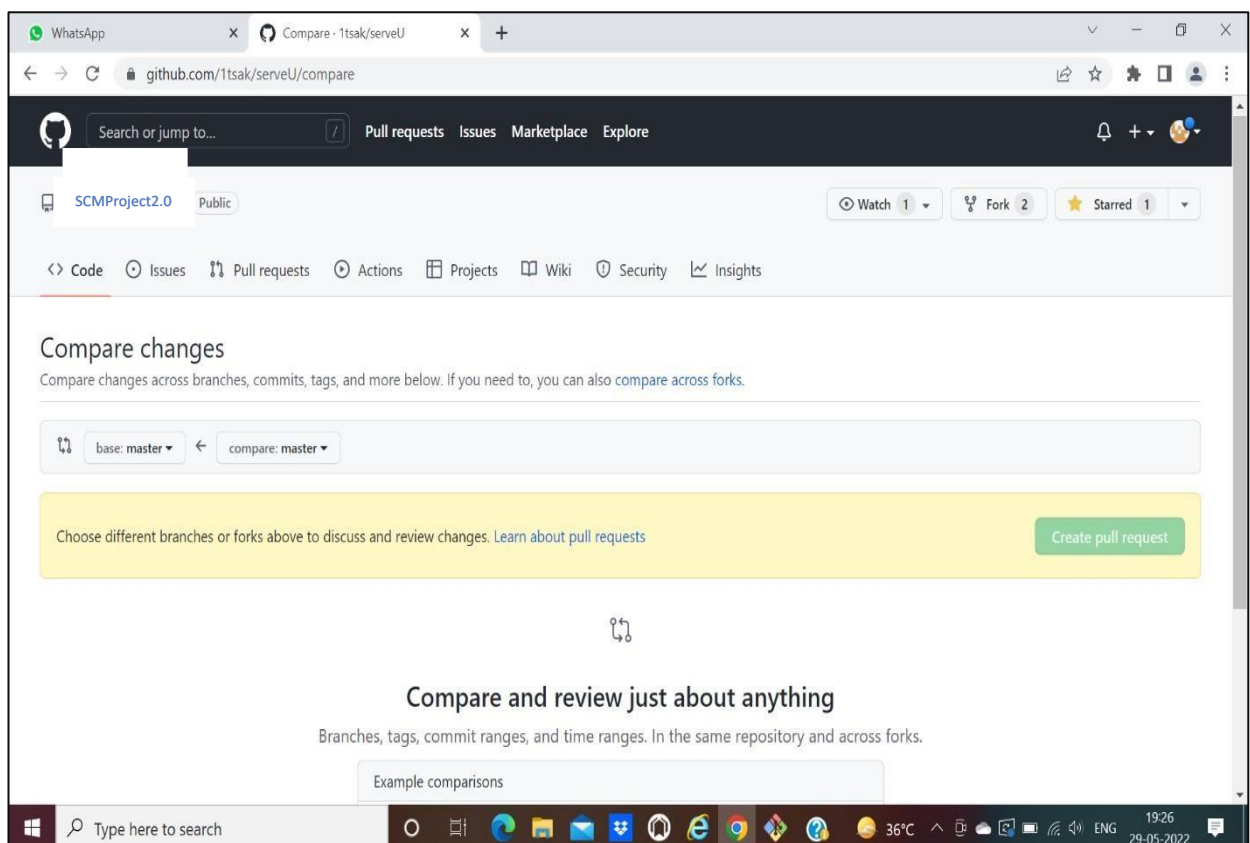 WhatsApp
Compare · 1tsak/serveU
github.com/1tsak/serveU/compare
Search or jump to...
/
Pull requests Issues Marketplace Explore
SCMProject2.0
Public
Watch 1
Fork 2
Starred 1
<> Code Issues Pull requests Actions Projects Wiki Security Insights
Compare changes
Compare changes across branches, commits, tags, and more below. If you need to, you can also compare across forks.
base: master
compare: master
Choose different branches or forks above to discuss and review changes. Learn about pull requests
Create pull request
Compare and review just about anything
Branches, tags, commit ranges, and time ranges. In the same repository and across forks.
Example comparisons
Type here to search
36°C
ENG
19:26
29-05-2022